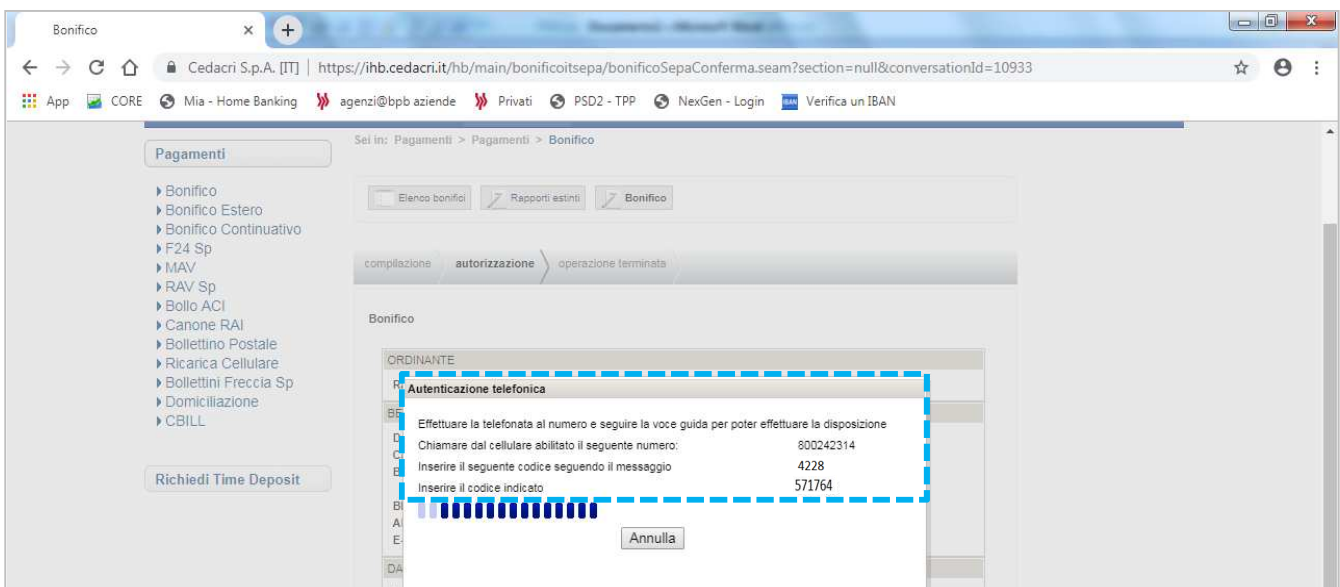 Bonifico
Cedacri S.p.A. [IT] | https://ihb.cedacri.it/hb/main/bonificoitsepa/bonificoSepaConferma.seam?section=null&conversationId=10933
App CORE Mia - Home Banking agenzi@bpb aziende Privati PSD2 - TPP NexGen - Login Verifica un IBAN
Sei in: Pagamenti > Pagamenti > Bonifico
Pagamenti
Bonifico
Bonifico Estero
Bonifico Continuativo
F24 Sp
MAV
RAV Sp
Bollo ACI
Canone RAI
Bollettino Postale
Ricarica Cellulare
Bollettini Freccia Sp
Domiciliazione
CBILL
Richiedi Time Deposit
Elenco bonifici Rapporti estinti Bonifico
compilazione autorizzazione operazione terminata
Bonifico
ORDINANTE
Autenticazione telefonica
Effettuare la telefonata al numero e seguire la voce guida per poter effettuare la disposizione
Chiamare dal cellulare abilitato il seguente numero: 800242314
Inserire il seguente codice seguendo il messaggio 4228
Inserire il codice indicato 571764
Annulla